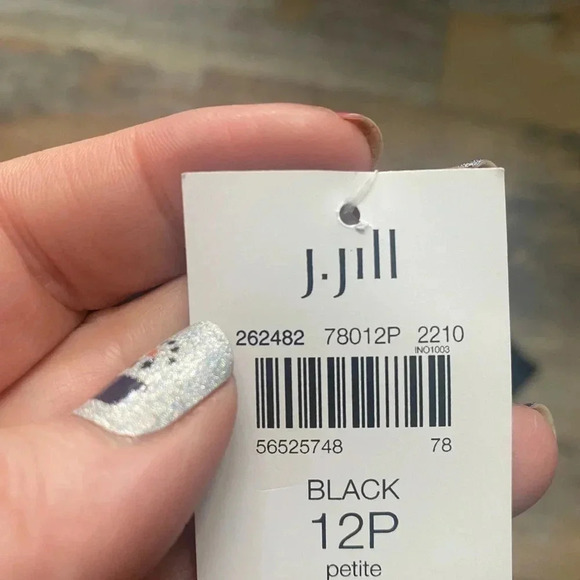 J.Jill
262482 78012P 2210
INO1003
56525748 78
BLACK
12P
petite